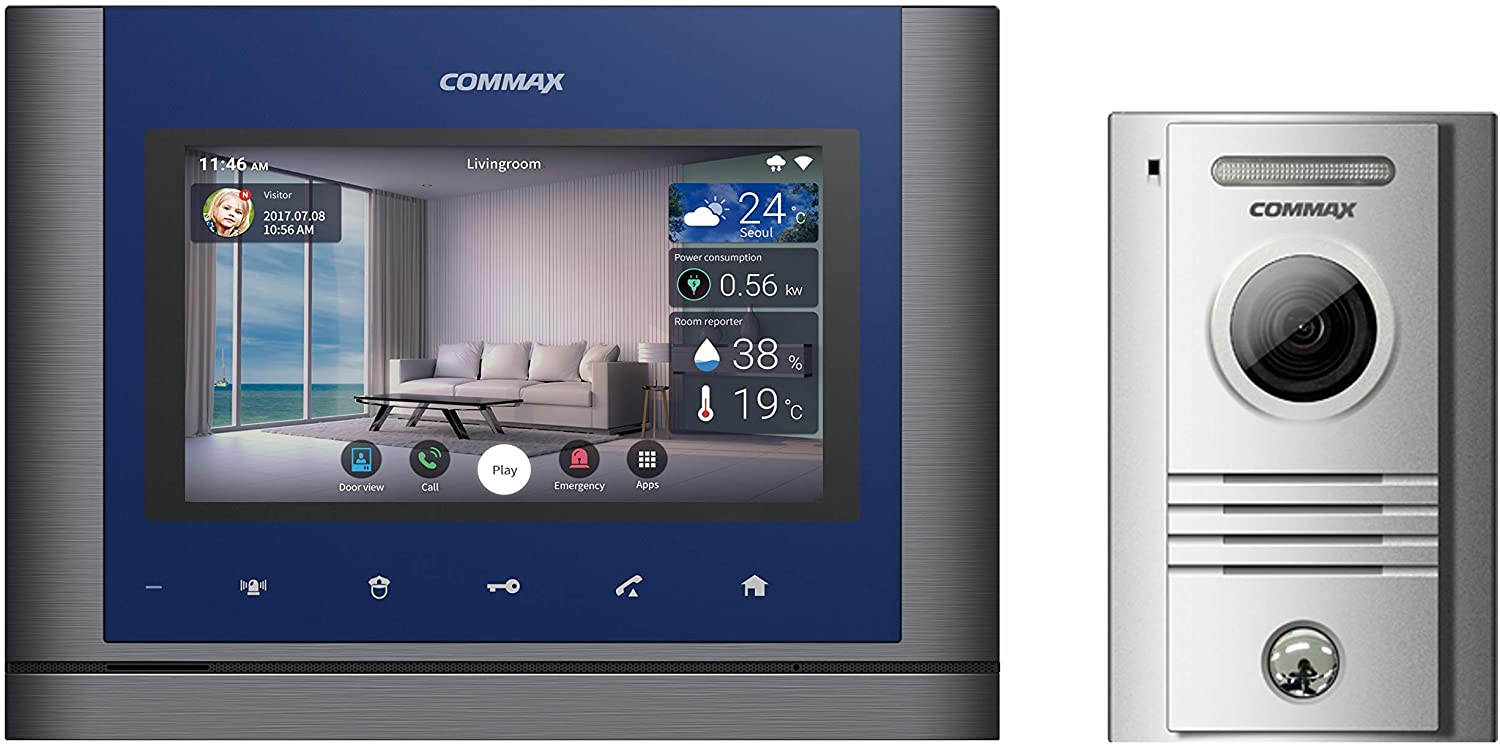 COMMAX
11:46 AM
Livingroom
N
Visitor
2017.07.08
10:56 AM
24 °C
Seoul
Power consumption
0.56 kw
Room reporter
38 %
19 °C
Door view
Call
Play
Emergency
Apps
COMMAX